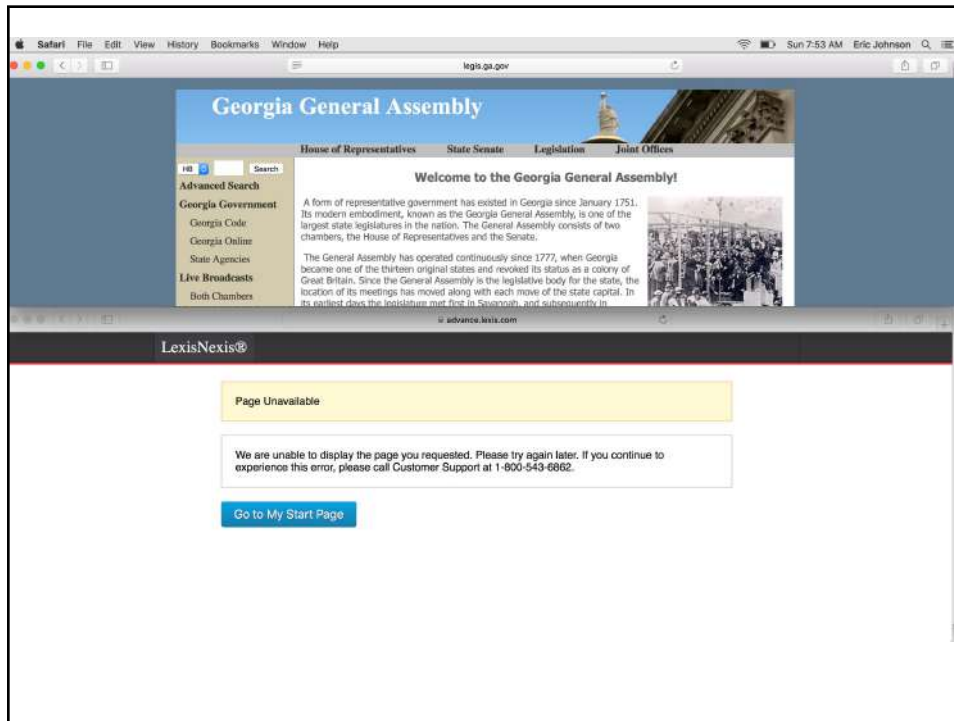 Safari File Edit View History Bookmarks Window Help Sun 7:53 AM Eric Johnson
legis.ga.gov
Georgia General Assembly
House of Representatives State Senate Legislation Joint Offices
HB Search
Advanced Search
Georgia Government
Georgia Code
Georgia Online
State Agencies
Live Broadcasts
Both Chambers
Welcome to the Georgia General Assembly!
A form of representative government has existed in Georgia since January 1751.
Its modern embodiment, known as the Georgia General Assembly, is one of the
largest state legislatures in the nation. The General Assembly consists of two
chambers, the House of Representatives and the Senate.
The General Assembly has operated continuously since 1777, when Georgia
became one of the thirteen original states and revoked its status as a colony of
Great Britain. Since the General Assembly is the legislative body for the state, the
location of its meetings has moved along with each move of the state capital. In
its earliest days the legislature met first in Savannah, and subsequently in
advance.lexis.com
LexisNexis®
Page Unavailable
We are unable to display the page you requested. Please try again later. If you continue to
experience this error, please call Customer Support at 1-800-543-6862.
Go to My Start Page